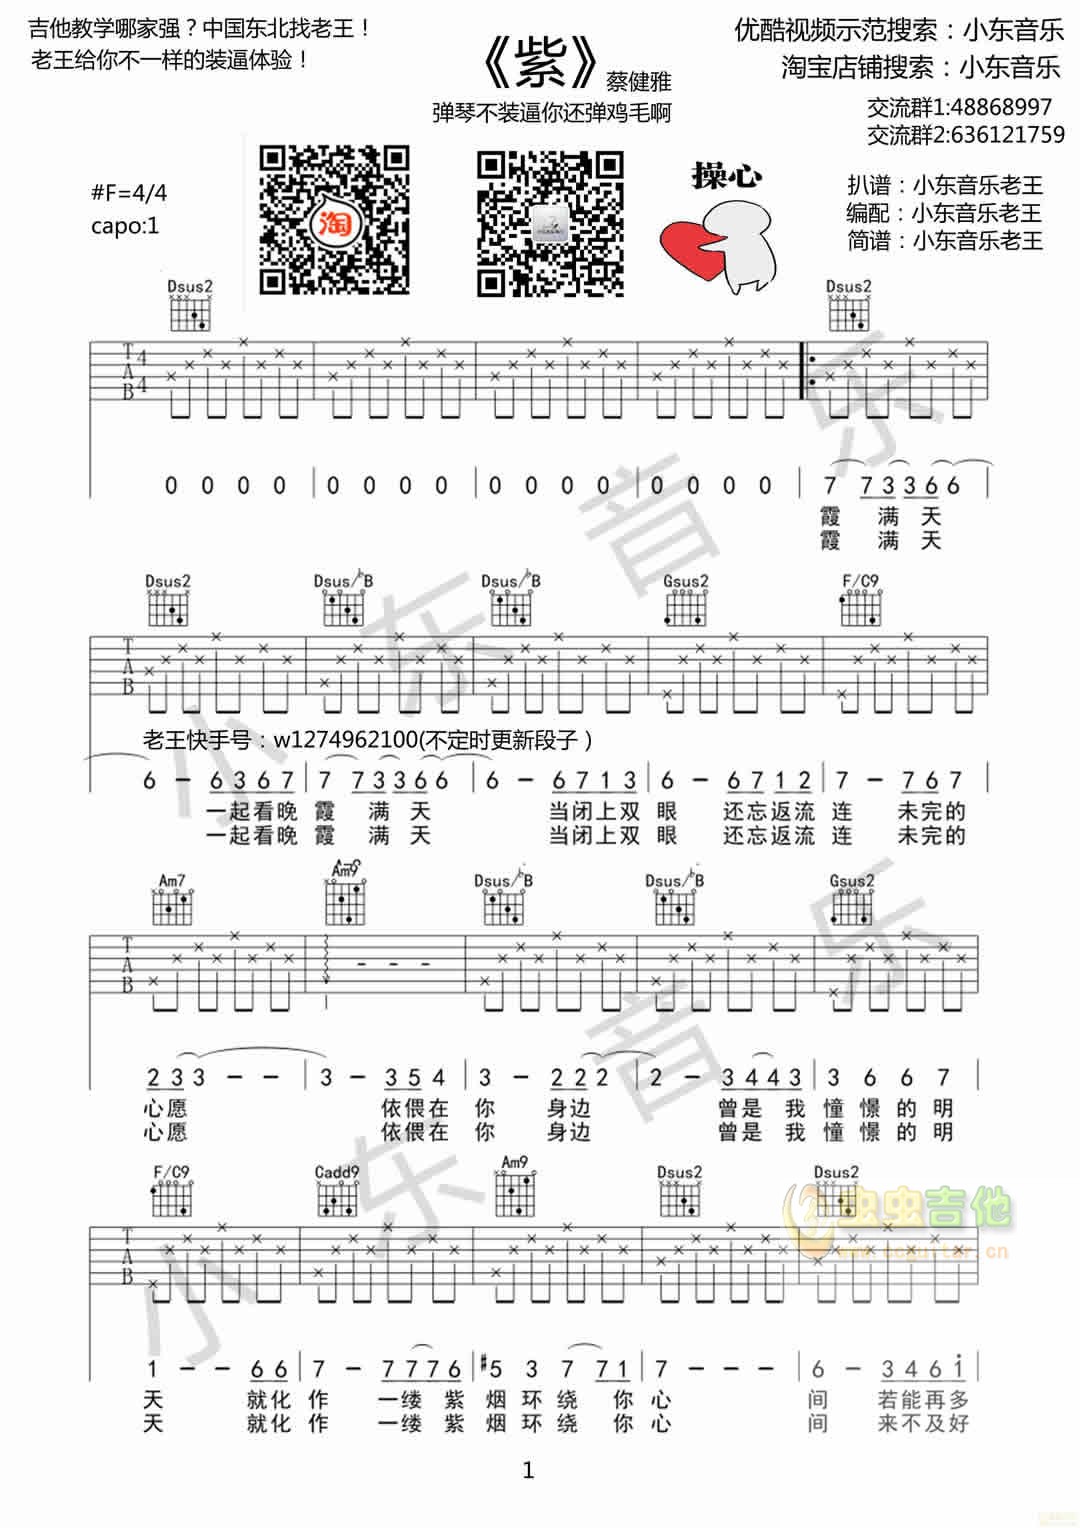 吉他教学哪家强？中国东北找老王！
老王给你不一样的装逼体验！
《紫》蔡健雅
弹琴不装逼你还弹鸡毛啊
优酷视频示范搜索：小东音乐
淘宝店铺搜索：小东音乐
交流群1:48868997
交流群2:636121759
#F=4/4
capo:1
淘
操心
扒谱：小东音乐老王
编配：小东音乐老王
简谱：小东音乐老王
Dsus2 Dsus2
T A B 4 4
0 0 0 0 0 0 0 0 0 0 0 0 0 0 0 0 7 7 3 3 6 6
霞 满 天
霞 满 天
Dsus2 Dsus/♭B Dsus/♭B Gsus2 F/C9
T A B
老王快手号：w1274962100(不定时更新段子）
6 - 6 3 6 7 7 7 3 3 6 6 6 - 6 7 1 3 6 - 6 7 1 2 7 - 7 6 7
一起看晚 霞 满 天 当闭上双 眼 还忘返流 连 未完的
一起看晚 霞 满 天 当闭上双 眼 还忘返流 连 未完的
Am7 Am9 Dsus/♭B Dsus/♭B Gsus2
T A B
2 3 3 - - 3 - 3 5 4 3 - 2 2 2 2 - 3 4 4 3 3 6 6 7
心愿 依偎在 你 身边 曾是 我 憧 憬 的 明
心愿 依偎在 你 身边 曾是 我 憧 憬 的 明
F/C9 Cadd9 Am9 Dsus2 Dsus2
T A B
虫虫吉他
www.ccguitar.cn
1 - - 6 6 7 - 7 7 7 6 #5 3 7 7 1 7 - - - 6 - 3 4 6 i
天 就化 作 一缕 紫 烟 环 绕 你 心 间 若能再多
天 就化 作 一缕 紫 烟 环 绕 你 心 间 来不及好
1
小东音乐
小东音乐